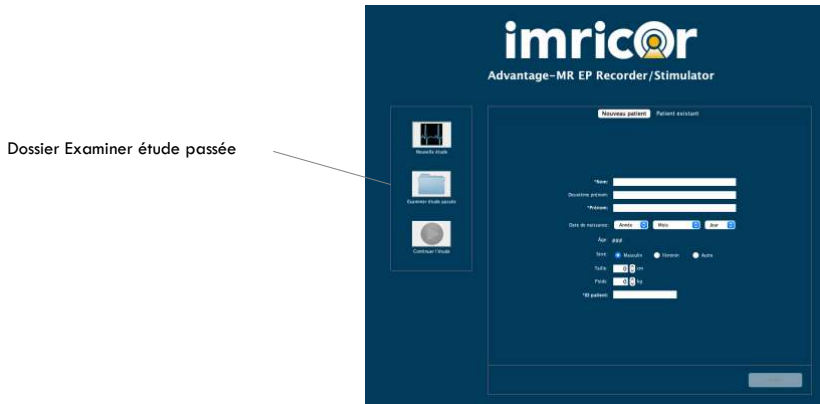 imricor
Advantage-MR EP Recorder/Stimulator
Dossier Examiner étude passée
Nouvelle étude
Examiner étude passée
Continuer l'étude
Nouveau patient Patient existant
*Nom:
Deuxième prénom:
*Prénom:
Date de naissance: Année Mois Jour
Âge: ###
Sexe: Masculin Féminin Autre
Taille: 0 cm
Poids: 0 kg
*ID patient: